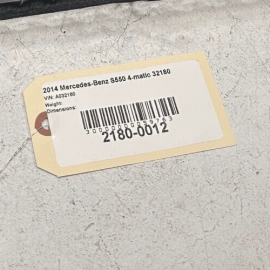 2014 Mercedes-Benz S550 4-matic 32180
VIN: A032180
Weight:
Dimensions:
2180-0012